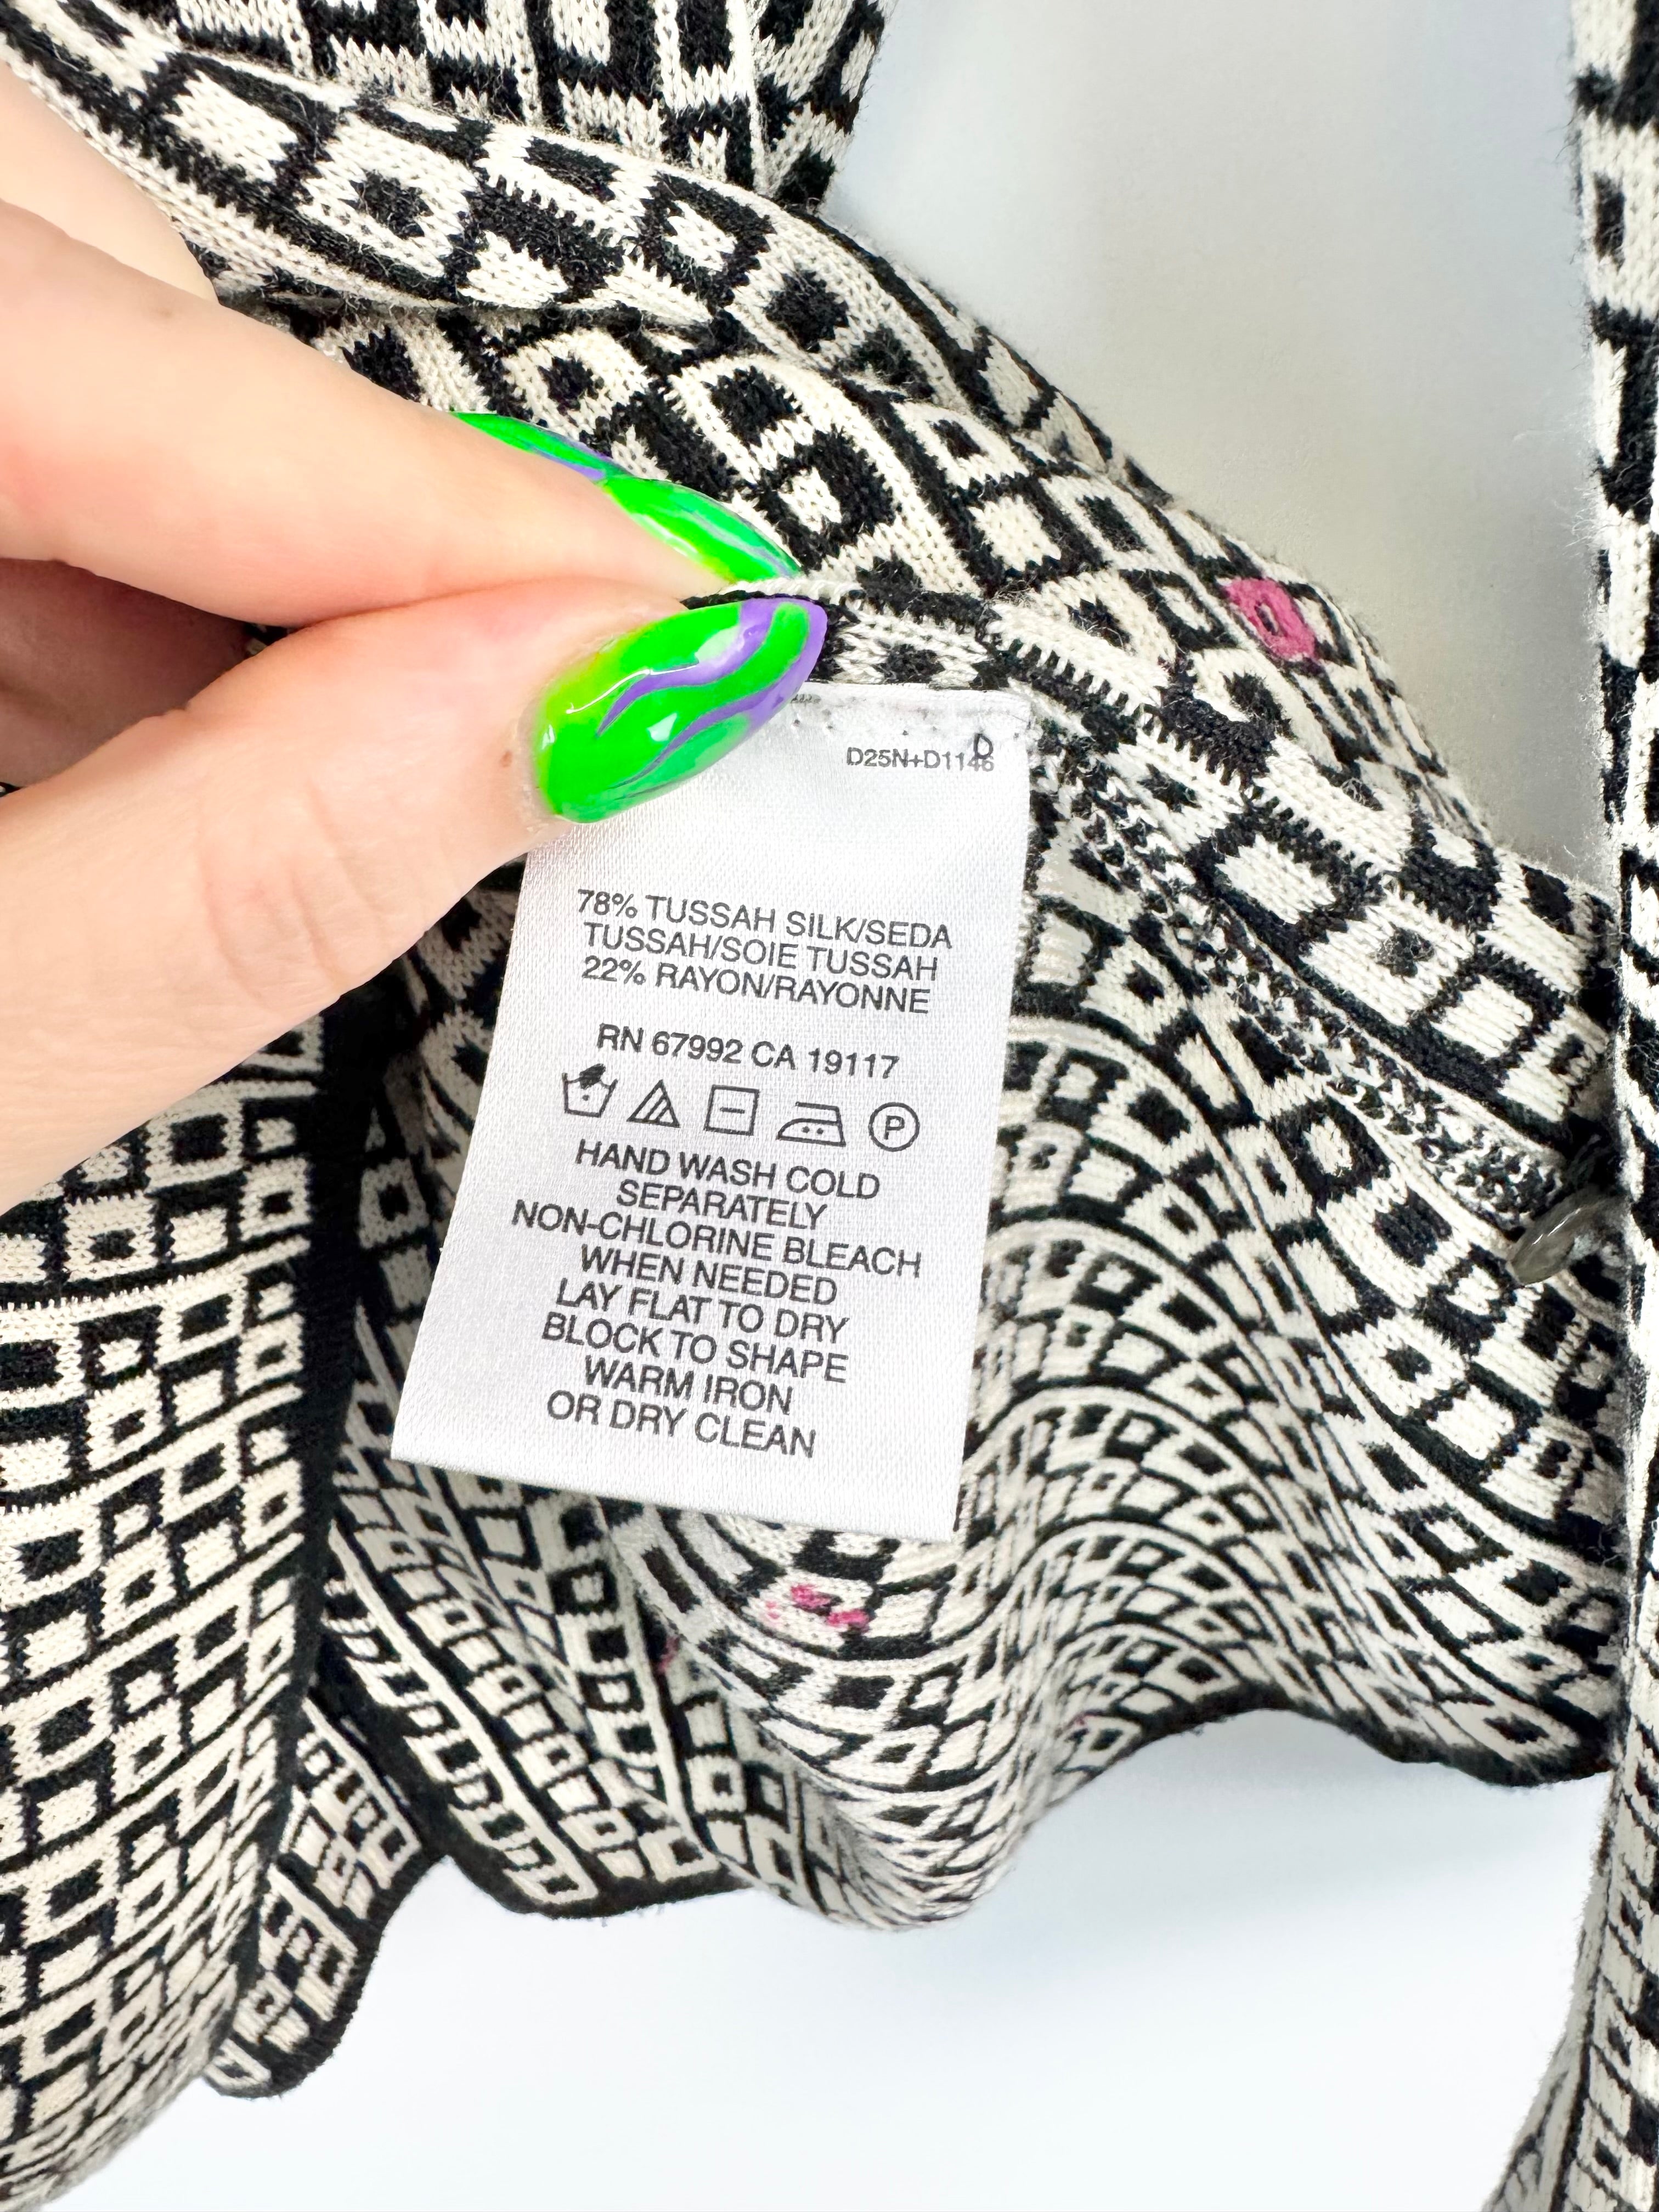 D
D25N+D1146
78% TUSSAH SILK/SEDA
TUSSAH/SOIE TUSSAH
22% RAYON/RAYONNE
RN 67992 CA 19117
P
HAND WASH COLD
SEPARATELY
NON-CHLORINE BLEACH
WHEN NEEDED
LAY FLAT TO DRY
BLOCK TO SHAPE
WARM IRON
OR DRY CLEAN